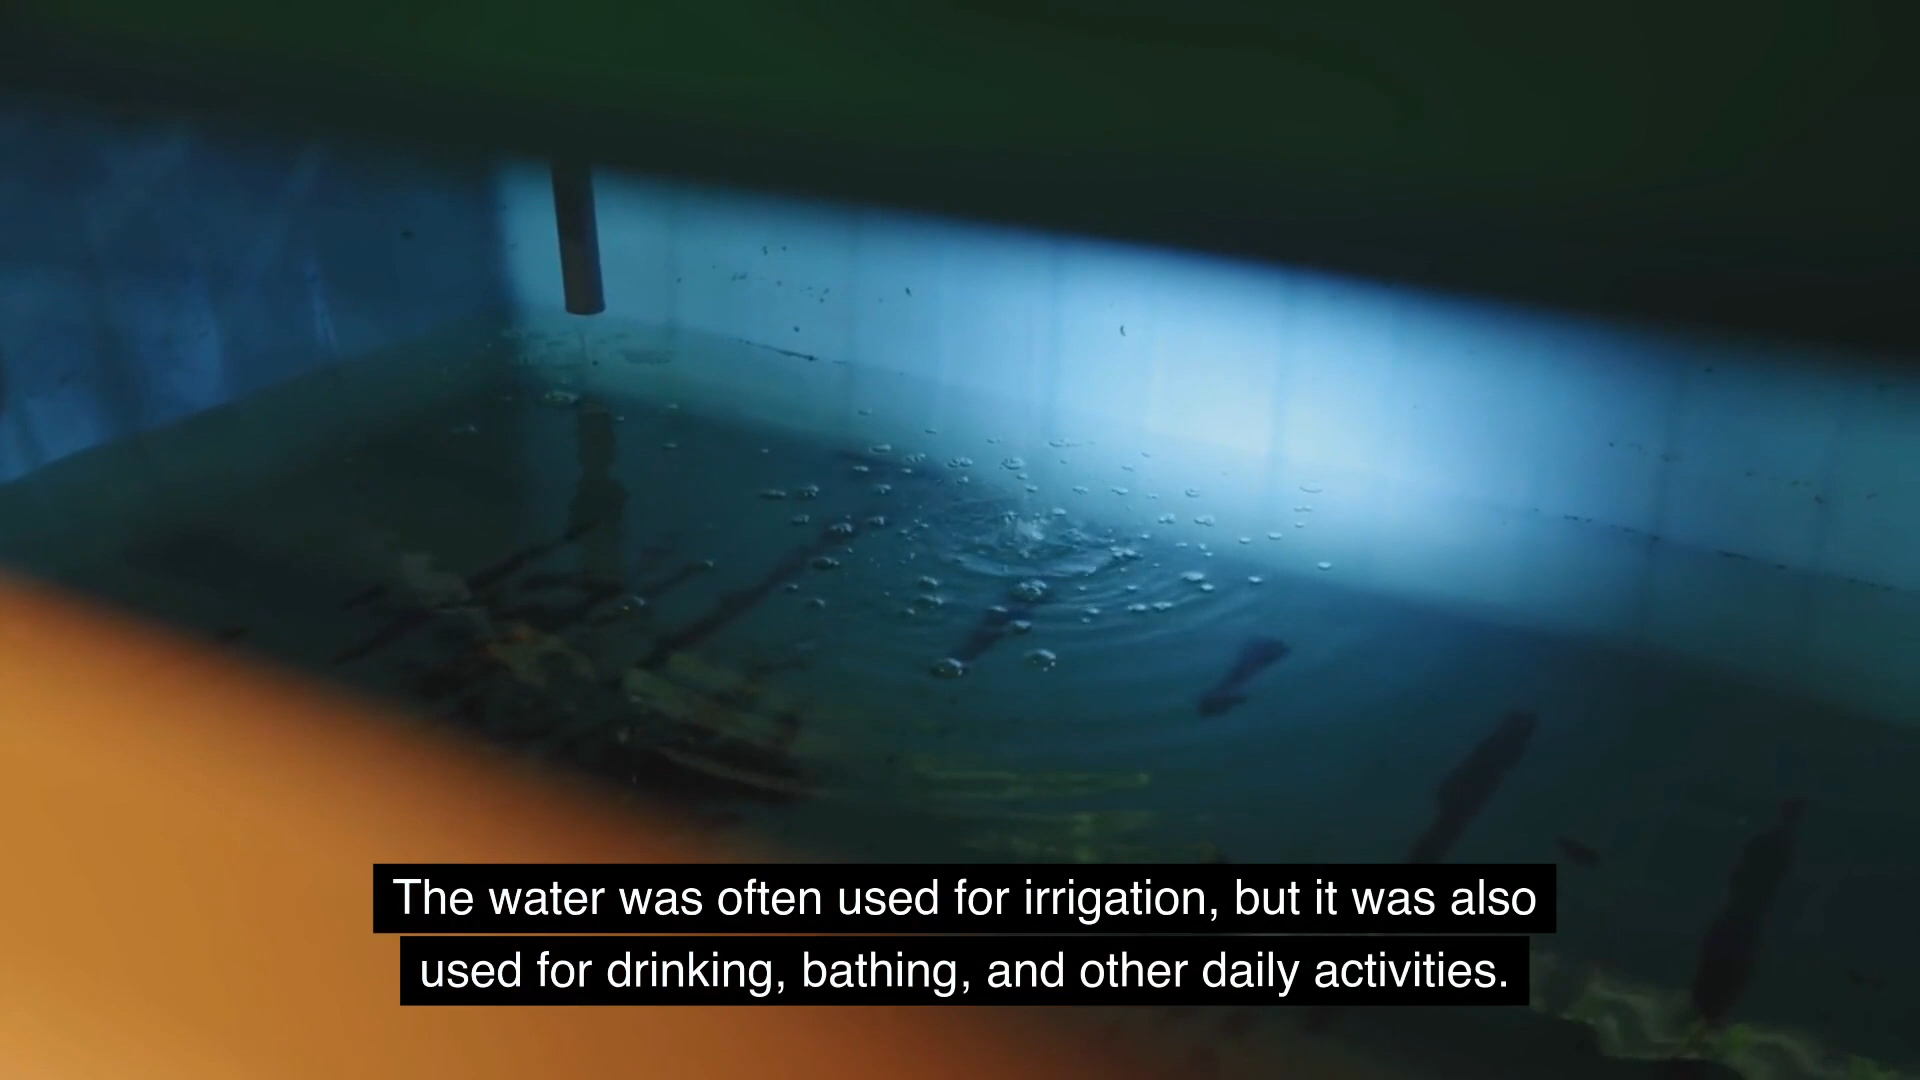 The water was often used for irrigation, but it was also
used for drinking, bathing, and other daily activities.